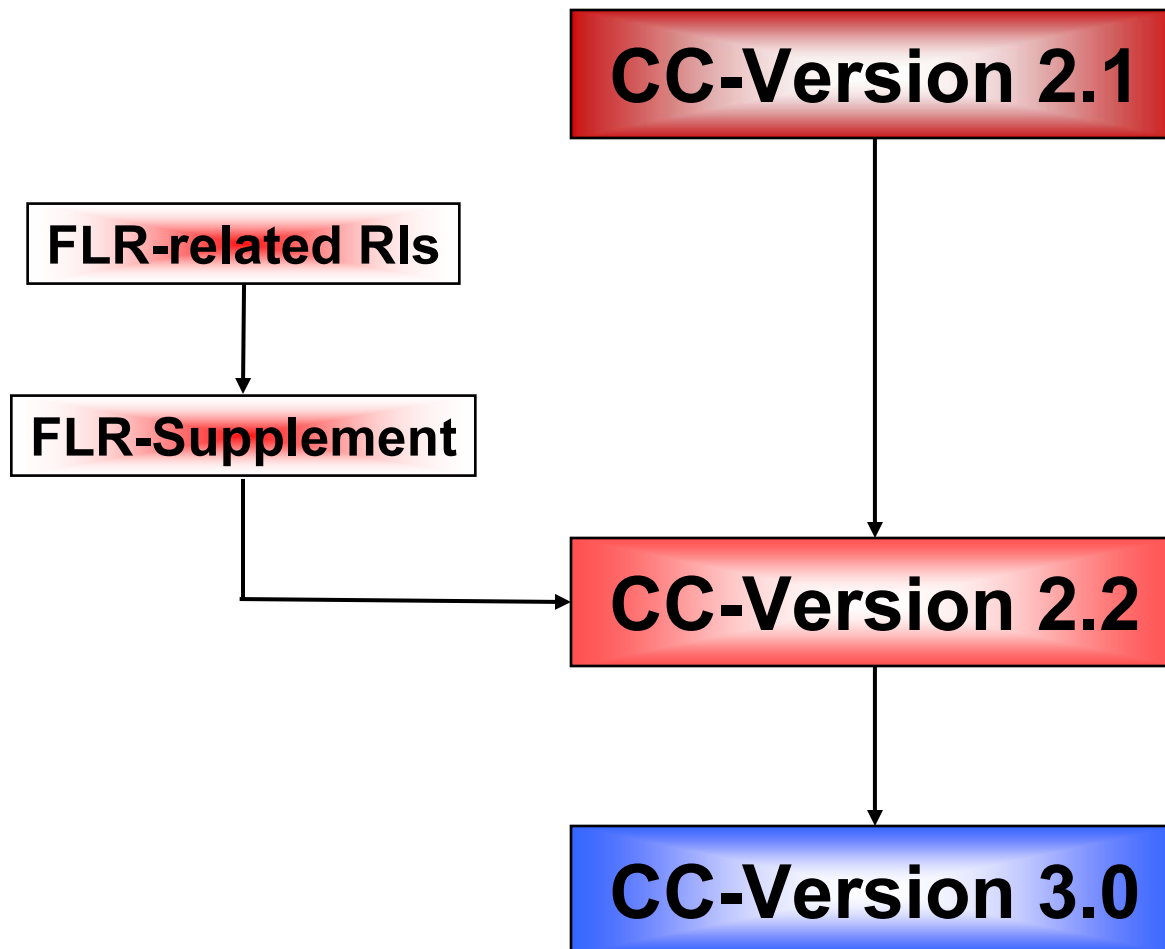 CC-Version 2.1
FLR-related RIs
FLR-Supplement
CC-Version 2.2
CC-Version 3.0